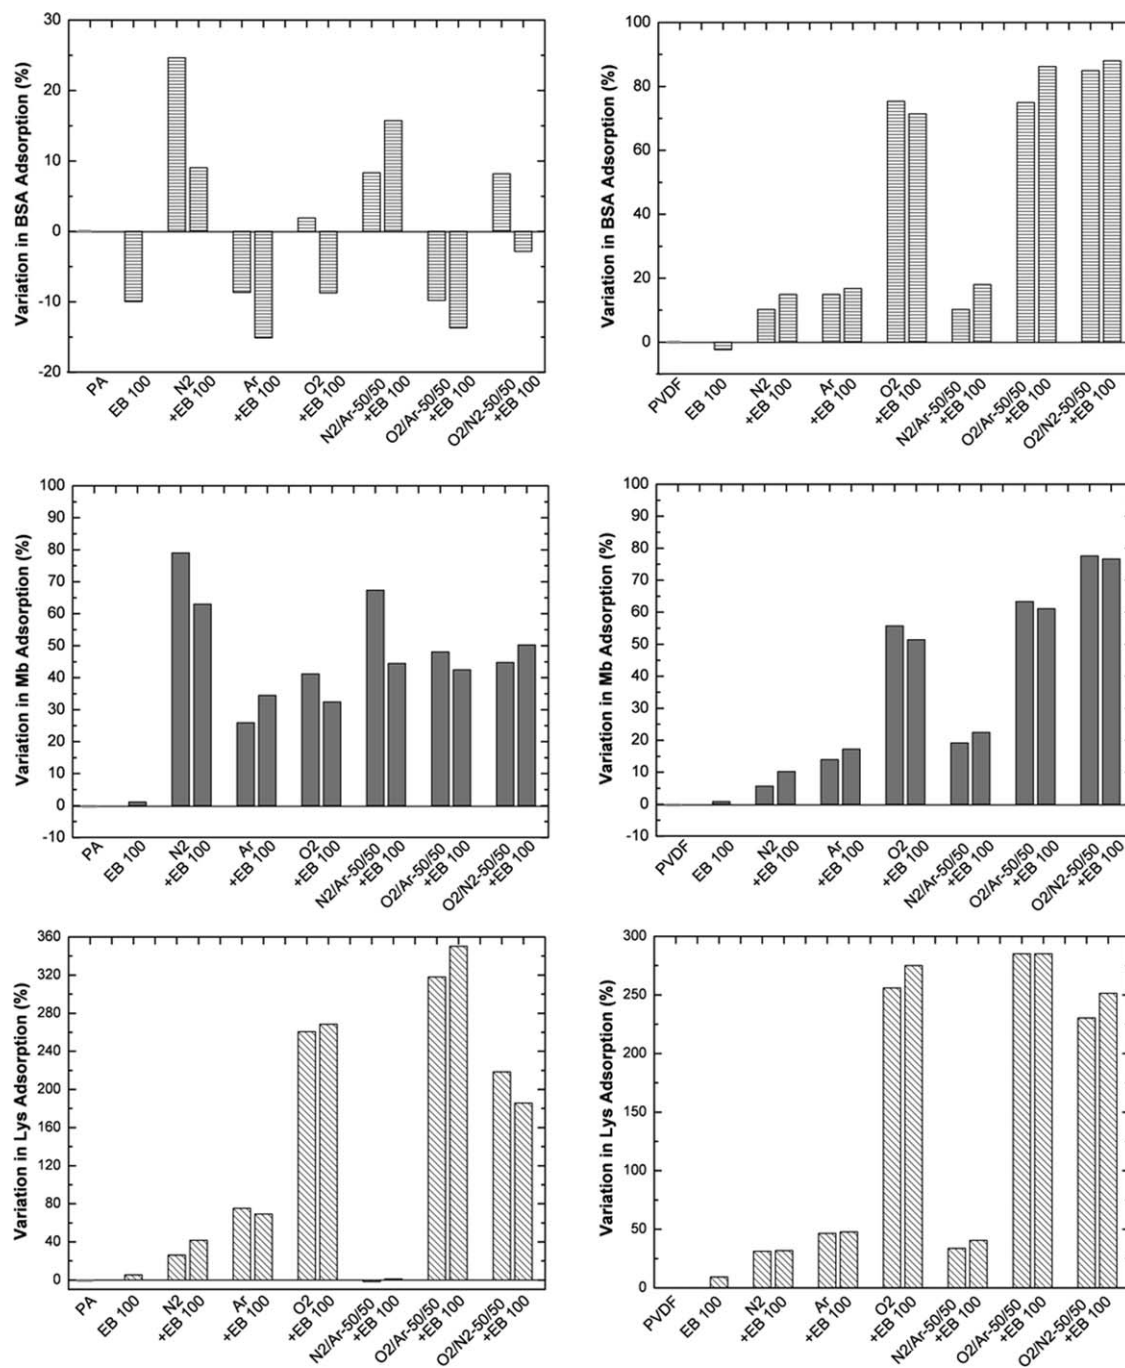 Variation in BSA Adsorption (%)
30
20
10
0
-10
-20
PA
EB 100
N2
+EB 100
Ar
+EB 100
O2
+EB 100
N2/Ar-50/50
+EB 100
O2/Ar-50/50
+EB 100
O2/N2-50/50
+EB 100
Variation in BSA Adsorption (%)
100
80
60
40
20
0
PVDF
EB 100
N2
+EB 100
Ar
+EB 100
O2
+EB 100
N2/Ar-50/50
+EB 100
O2/Ar-50/50
+EB 100
O2/N2-50/50
+EB 100
Variation in Mb Adsorption (%)
100
90
80
70
60
50
40
30
20
10
0
-10
PA
EB 100
N2
+EB 100
Ar
+EB 100
O2
+EB 100
N2/Ar-50/50
+EB 100
O2/Ar-50/50
+EB 100
O2/N2-50/50
+EB 100
Variation in Mb Adsorption (%)
100
90
80
70
60
50
40
30
20
10
0
-10
PVDF
EB 100
N2
+EB 100
Ar
+EB 100
O2
+EB 100
N2/Ar-50/50
+EB 100
O2/Ar-50/50
+EB 100
O2/N2-50/50
+EB 100
Variation in Lys Adsorption (%)
360
320
280
240
200
160
120
80
40
0
PA
EB 100
N2
+EB 100
Ar
+EB 100
O2
+EB 100
N2/Ar-50/50
+EB 100
O2/Ar-50/50
+EB 100
O2/N2-50/50
+EB 100
Variation in Lys Adsorption (%)
300
250
200
150
100
50
0
PVDF
EB 100
N2
+EB 100
Ar
+EB 100
O2
+EB 100
N2/Ar-50/50
+EB 100
O2/Ar-50/50
+EB 100
O2/N2-50/50
+EB 100